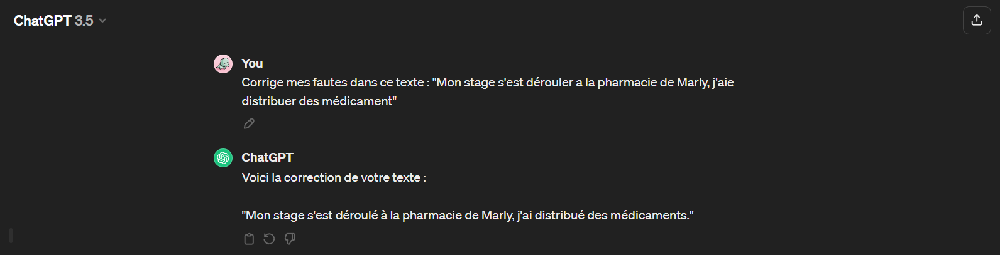 ChatGPT 3.5
You
Corrige mes fautes dans ce texte : "Mon stage s'est dérouler a la pharmacie de Marly, j'aie
distribuer des médicament"
ChatGPT
Voici la correction de votre texte :
"Mon stage s'est déroulé à la pharmacie de Marly, j'ai distribué des médicaments."